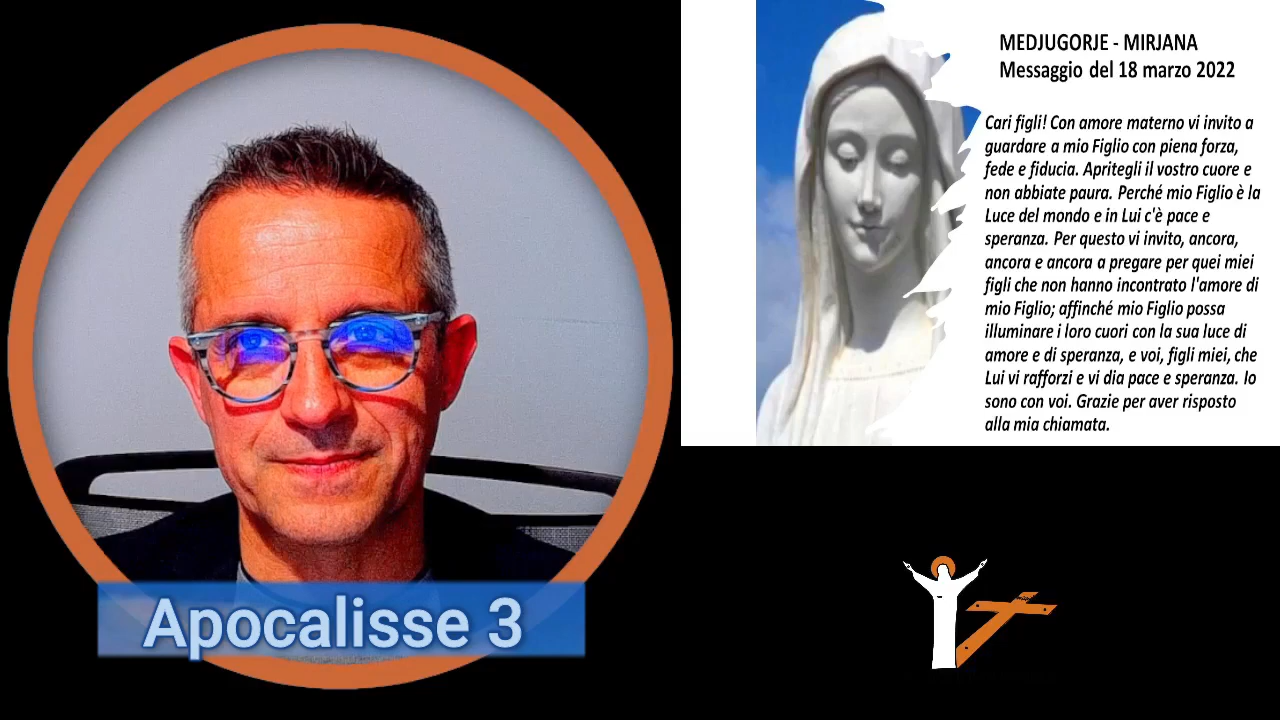 Apocalisse 3
MEDJUGORJE - MIRJANA
Messaggio del 18 marzo 2022
Cari figli! Con amore materno vi invito a
guardare a mio Figlio con piena forza,
fede e fiducia. Apritegli il vostro cuore e
non abbiate paura. Perché mio Figlio è la
Luce del mondo e in Lui c'è pace e
speranza. Per questo vi invito, ancora,
ancora e ancora a pregare per quei miei
figli che non hanno incontrato l'amore di
mio Figlio; affinché mio Figlio possa
illuminare i loro cuori con la sua luce di
amore e di speranza, e voi, figli miei, che
Lui vi rafforzi e vi dia pace e speranza. Io
sono con voi. Grazie per aver risposto
alla mia chiamata.